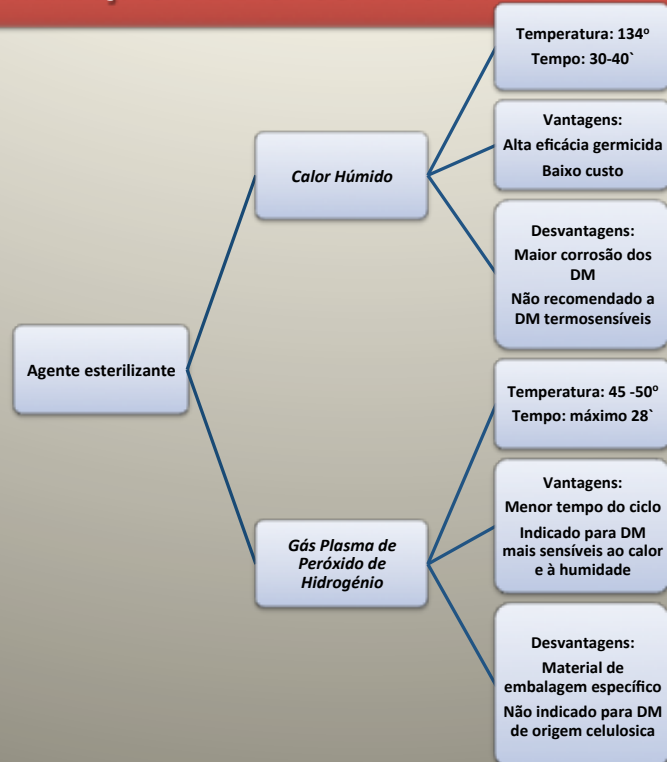 Agente esterilizante
Calor Húmido
Temperatura: 134º
Tempo: 30-40`
Vantagens:
Alta eficácia germicida
Baixo custo
Desvantagens:
Maior corrosão dos
DM
Não recomendado a
DM termosensíveis
Gás Plasma de
Peróxido de
Hidrogénio
Temperatura: 45 -50º
Tempo: máximo 28`
Vantagens:
Menor tempo do ciclo
Indicado para DM
mais sensíveis ao calor
e à humidade
Desvantagens:
Material de
embalagem específico
Não indicado para DM
de origem celulosica